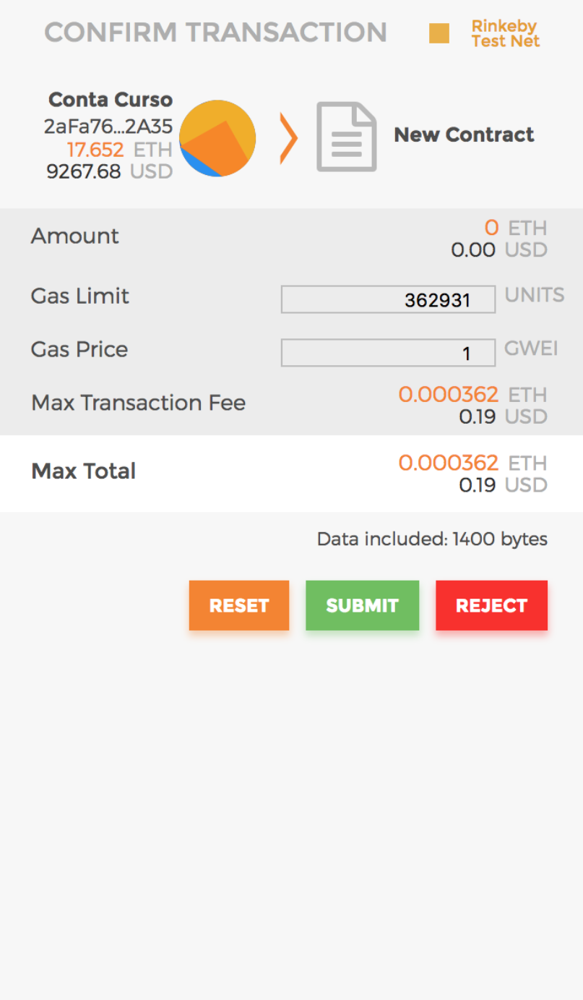 CONFIRM TRANSACTION
Rinkeby
Test Net
Conta Curso
2aFa76...2A35
17.652 ETH
9267.68 USD
New Contract
Amount
0 ETH
0.00 USD
Gas Limit
362931 UNITS
Gas Price
1 GWEI
Max Transaction Fee
0.000362 ETH
0.19 USD
Max Total
0.000362 ETH
0.19 USD
Data included: 1400 bytes
RESET SUBMIT REJECT